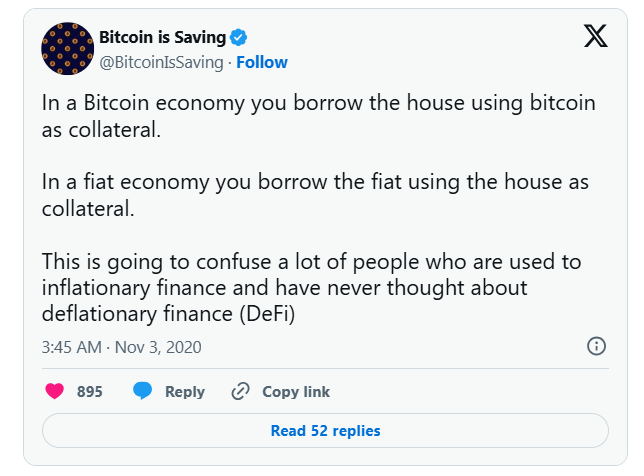 Bitcoin is Saving
@BitcoinIsSaving · Follow
In a Bitcoin economy you borrow the house using bitcoin
as collateral.
In a fiat economy you borrow the fiat using the house as
collateral.
This is going to confuse a lot of people who are used to
inflationary finance and have never thought about
deflationary finance (DeFi)
3:45 AM · Nov 3, 2020
895 Reply Copy link
Read 52 replies